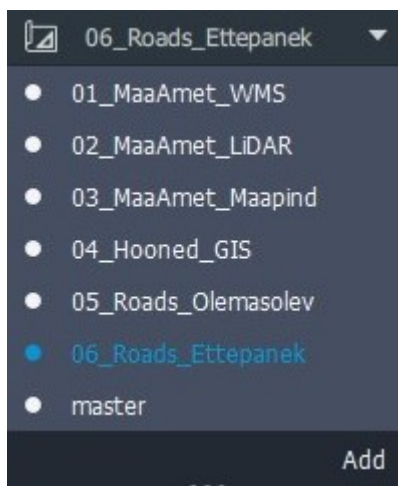 06_Roads_Ettepanek
01_MaaAmet_WMS
02_MaaAmet_LiDAR
03_MaaAmet_Maapind
04_Hooned_GIS
05_Roads_Olemasolev
06_Roads_Ettepanek
master
Add